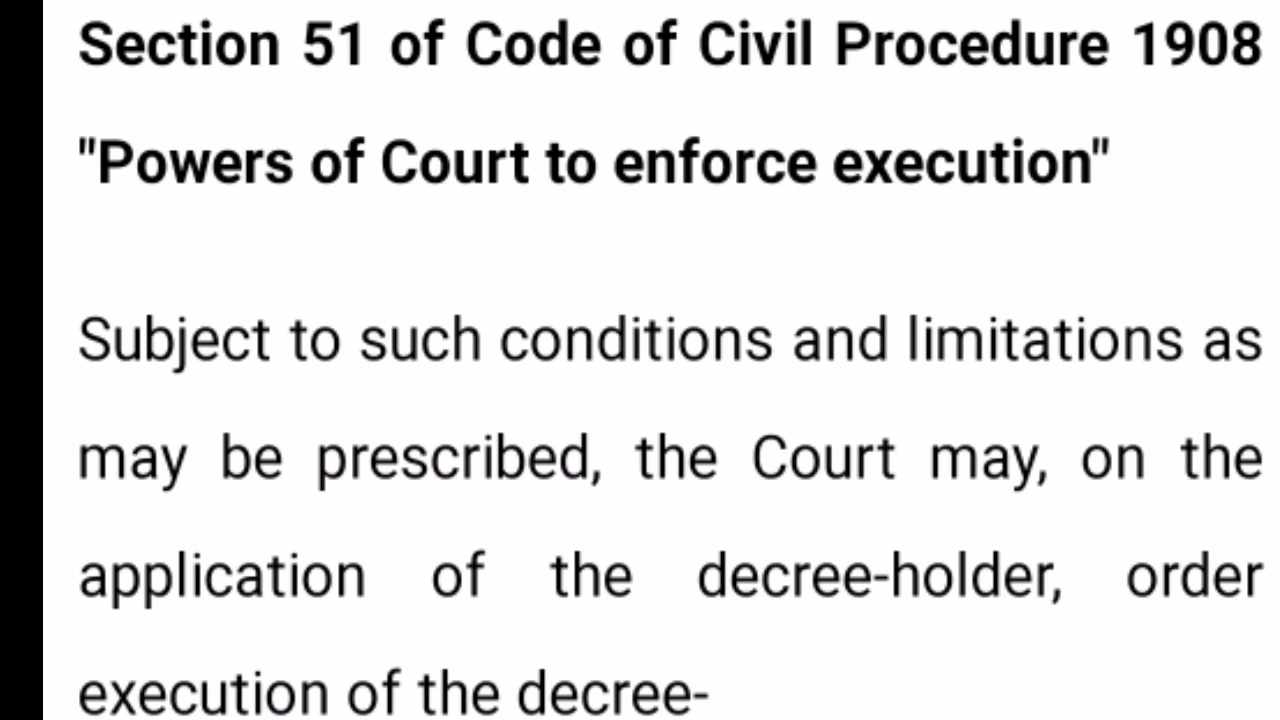 Section 51 of Code of Civil Procedure 1908
"Powers of Court to enforce execution"
Subject to such conditions and limitations as
may be prescribed, the Court may, on the
application of the decree-holder, order
execution of the decree-